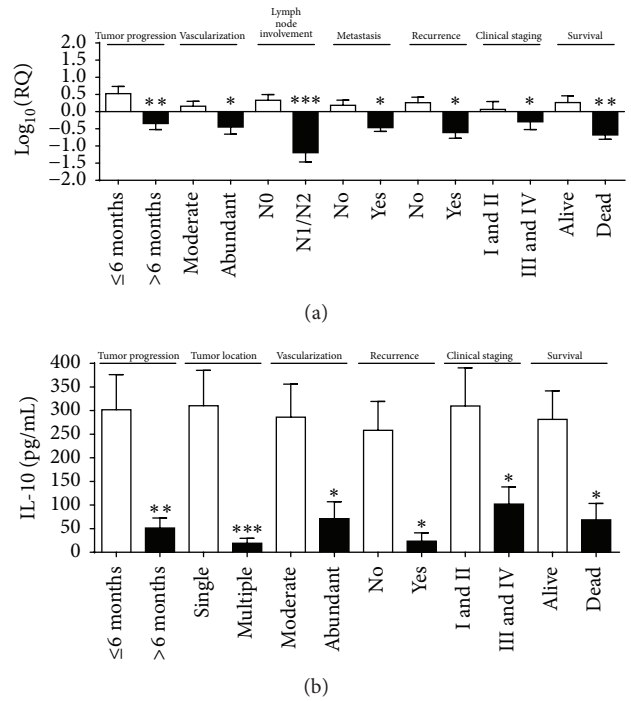 Lymph
node
Tumor progression Vascularization involvement Metastasis Recurrence Clinical staging Survival
Log10(RQ)
2.0
1.5
1.0
0.5
0.0
−0.5
−1.0
−1.5
−2.0
** * *** * * * **
≤6 months >6 months Moderate Abundant N0 N1/N2 No Yes No Yes I and II III and IV Alive Dead
(a)
Tumor progression Tumor location Vascularization Recurrence Clinical staging Survival
IL-10 (pg/mL)
400
350
300
250
200
150
100
50
0
** *** * * * *
≤6 months >6 months Single Multiple Moderate Abundant No Yes I and II III and IV Alive Dead
(b)